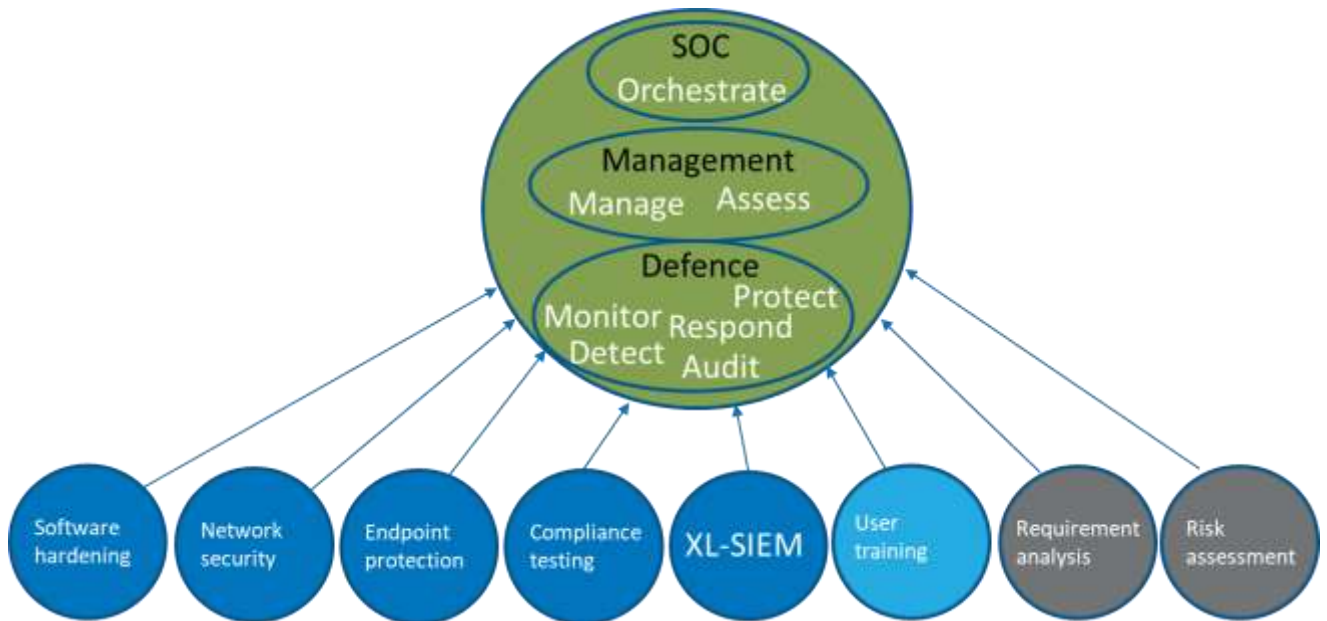 SOC
Orchestrate
Management
Manage Assess
Defence
Protect
Monitor
Respond
Detect
Audit
Software
hardening
Network
security
Endpoint
protection
Compliance
testing
XL-SIEM
User
training
Requirement
analysis
Risk
assessment